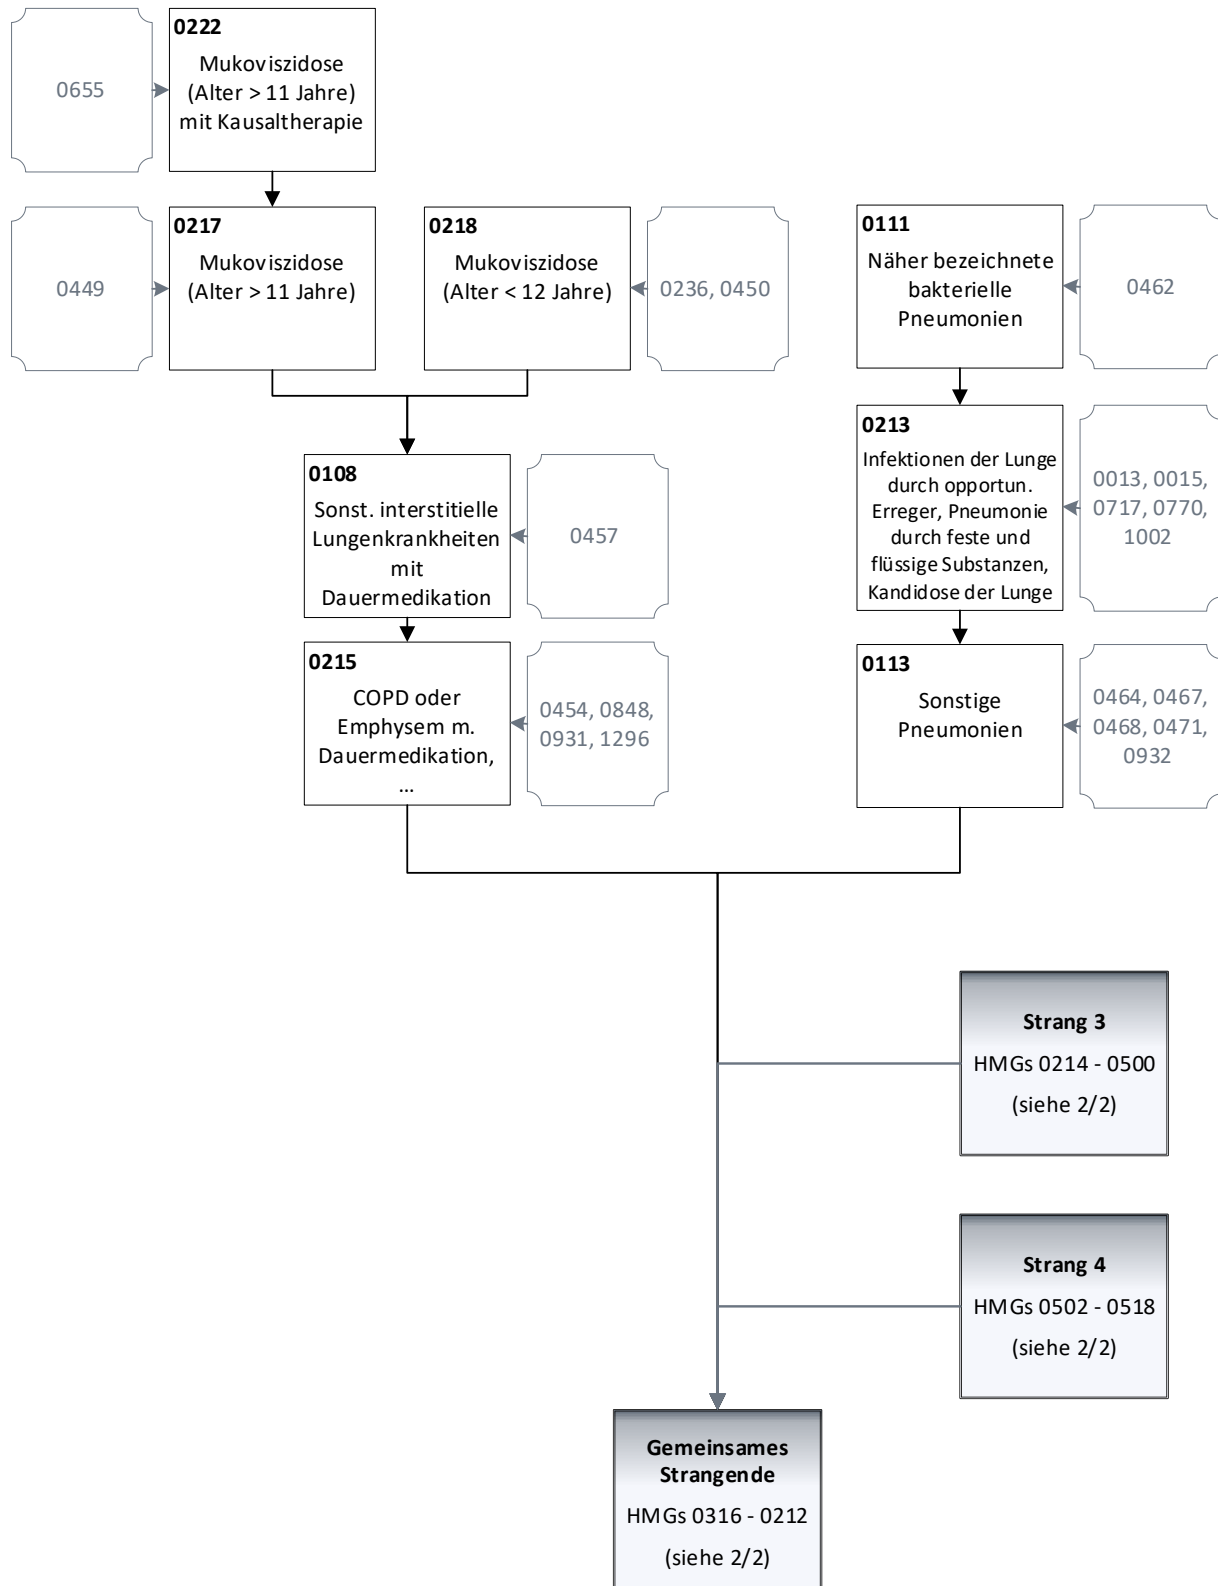 0655
0222
Mukoviszidose
(Alter > 11 Jahre)
mit Kausaltherapie
0449
0217
Mukoviszidose
(Alter > 11 Jahre)
0218
Mukoviszidose
(Alter < 12 Jahre)
0236, 0450
0111
Näher bezeichnete
bakterielle
Pneumonien
0462
0108
Sonst. interstitielle
Lungenkrankheiten
mit
Dauermedikation
0457
0213
Infektionen der Lunge
durch opportun.
Erreger, Pneumonie
durch feste und
flüssige Substanzen,
Kandidose der Lunge
0013, 0015,
0717, 0770,
1002
0215
COPD oder
Emphysem m.
Dauermedikation,
...
0454, 0848,
0931, 1296
0113
Sonstige
Pneumonien
0464, 0467,
0468, 0471,
0932
Strang 3
HMGs 0214 - 0500
(siehe 2/2)
Strang 4
HMGs 0502 - 0518
(siehe 2/2)
Gemeinsames
Strangende
HMGs 0316 - 0212
(siehe 2/2)